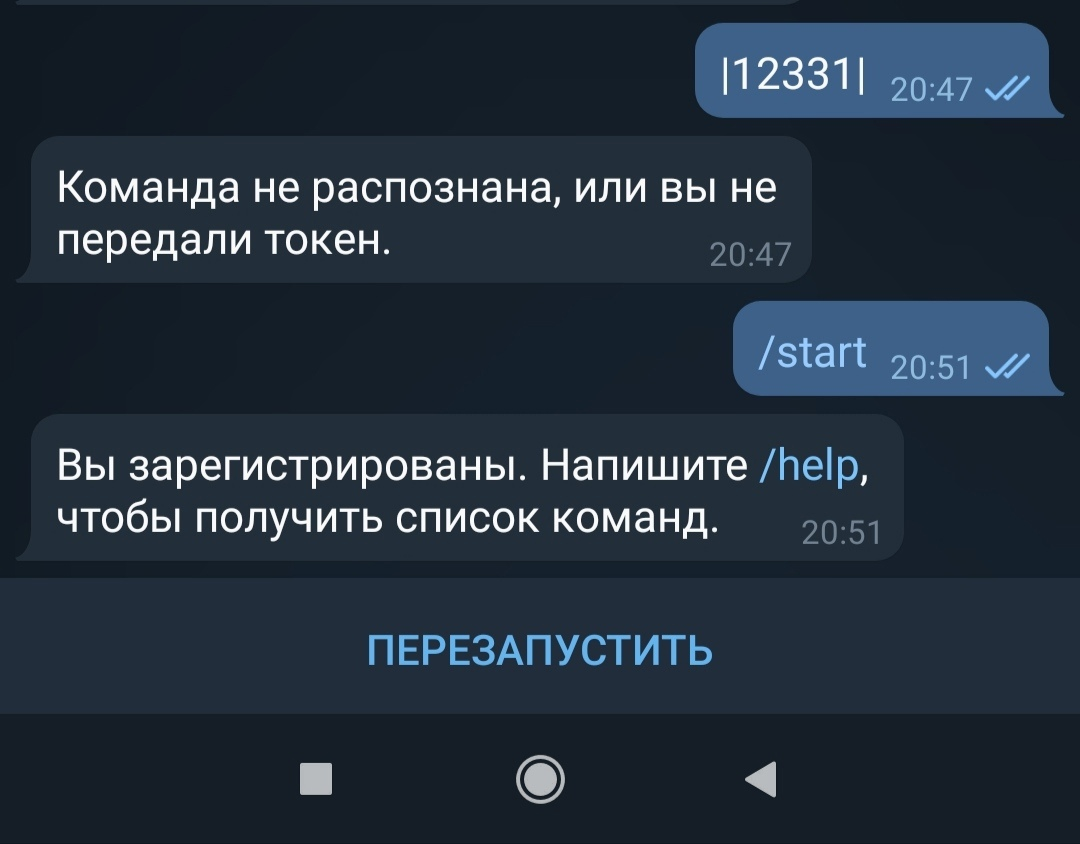 |12331| 20:47
Команда не распознана, или вы не
передали токен. 20:47
/start 20:51
Вы зарегистрированы. Напишите /help,
чтобы получить список команд. 20:51
ПЕРЕЗАПУСТИТЬ